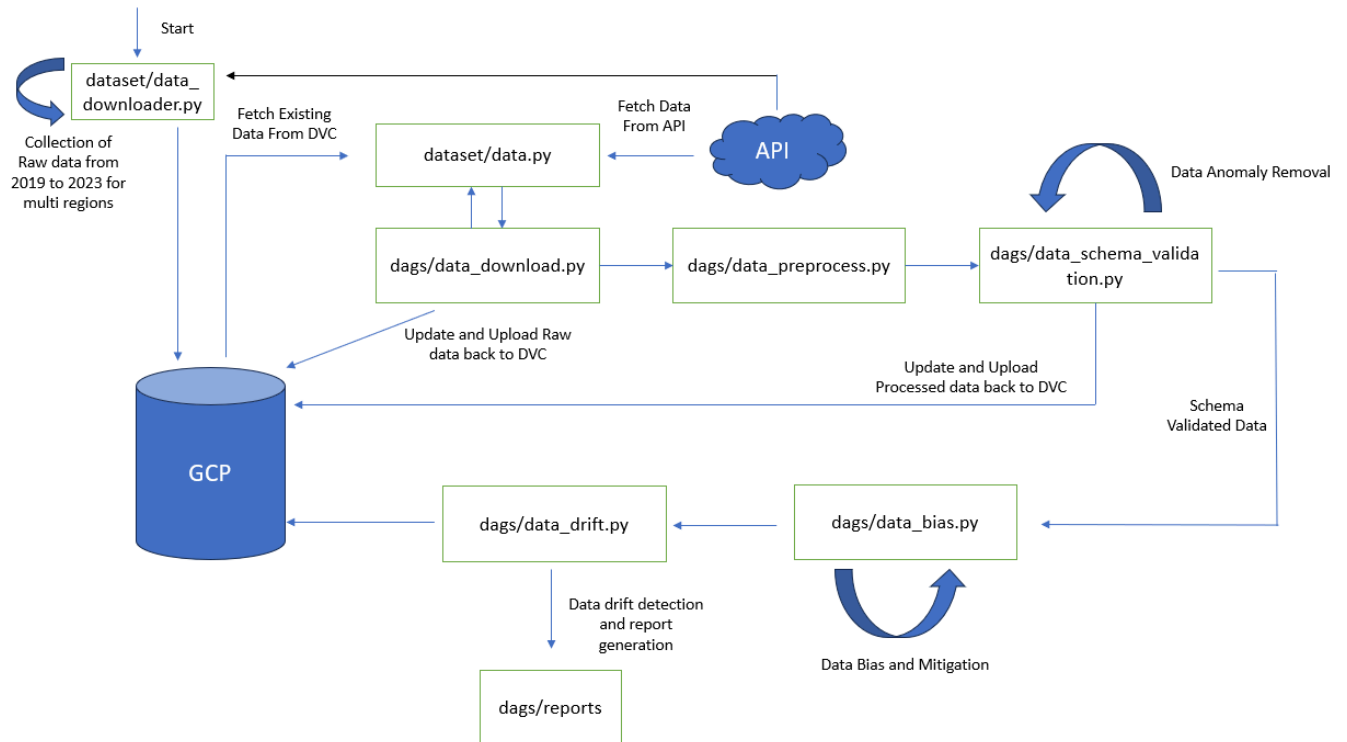 Start
dataset/data_
downloader.py
Collection of
Raw data from
2019 to 2023 for
multi regions
Fetch Existing
Data From DVC
dataset/data.py
Fetch Data
From API
API
Data Anomaly Removal
dags/data_download.py
dags/data_preprocess.py
dags/data_schema_valida
tion.py
Update and Upload Raw
data back to DVC
Update and Upload
Processed data back to DVC
Schema
Validated Data
GCP
dags/data_drift.py
dags/data_bias.py
Data drift detection
and report
generation
Data Bias and Mitigation
dags/reports